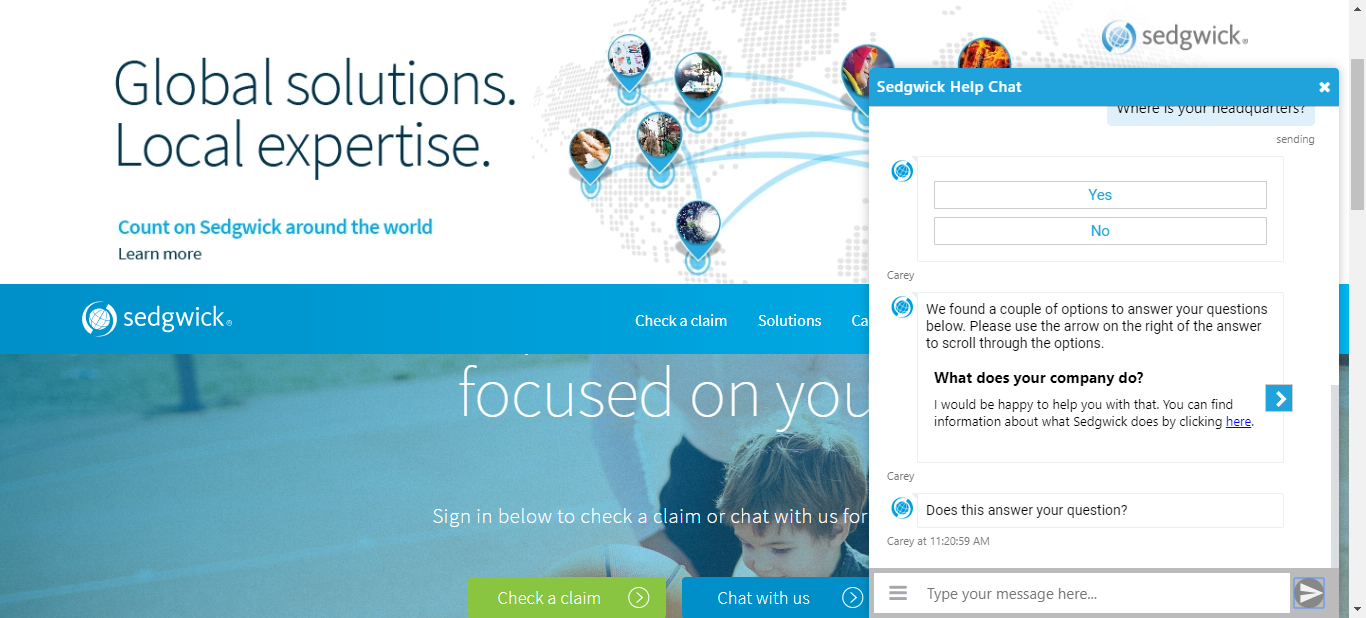 Global solutions.
Local expertise.
Count on Sedgwick around the world
Learn more
sedgwick®
sedgwick®
Check a claim
Solutions
Ca
focused on you
Sign in below to check a claim or chat with us for
Check a claim
Chat with us
Sedgwick Help Chat
Where is your headquarters?
sending
Yes
No
Carey
We found a couple of options to answer your questions
below. Please use the arrow on the right of the answer
to scroll through the options.
What does your company do?
I would be happy to help you with that. You can find
information about what Sedgwick does by clicking here.
Carey
Does this answer your question?
Carey at 11:20:59 AM
Type your message here...